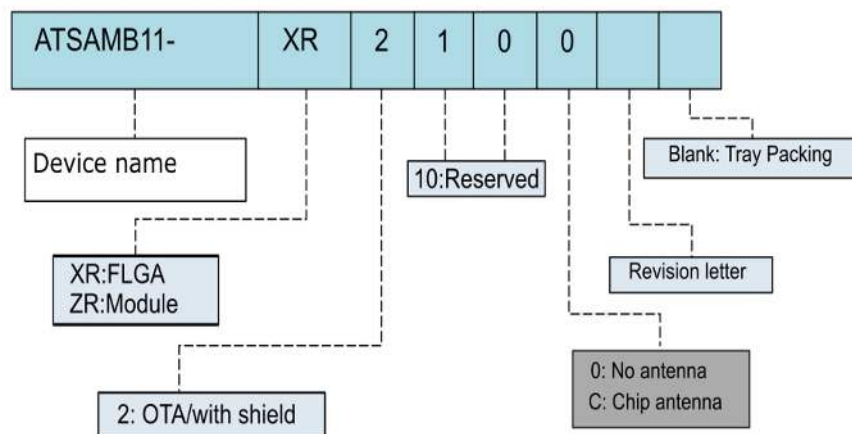 ATSAMB11- XR 2 1 0 0
Device name
10:Reserved
Blank: Tray Packing
XR:FLGA
ZR:Module
Revision letter
2: OTA/with shield
0: No antenna
C: Chip antenna